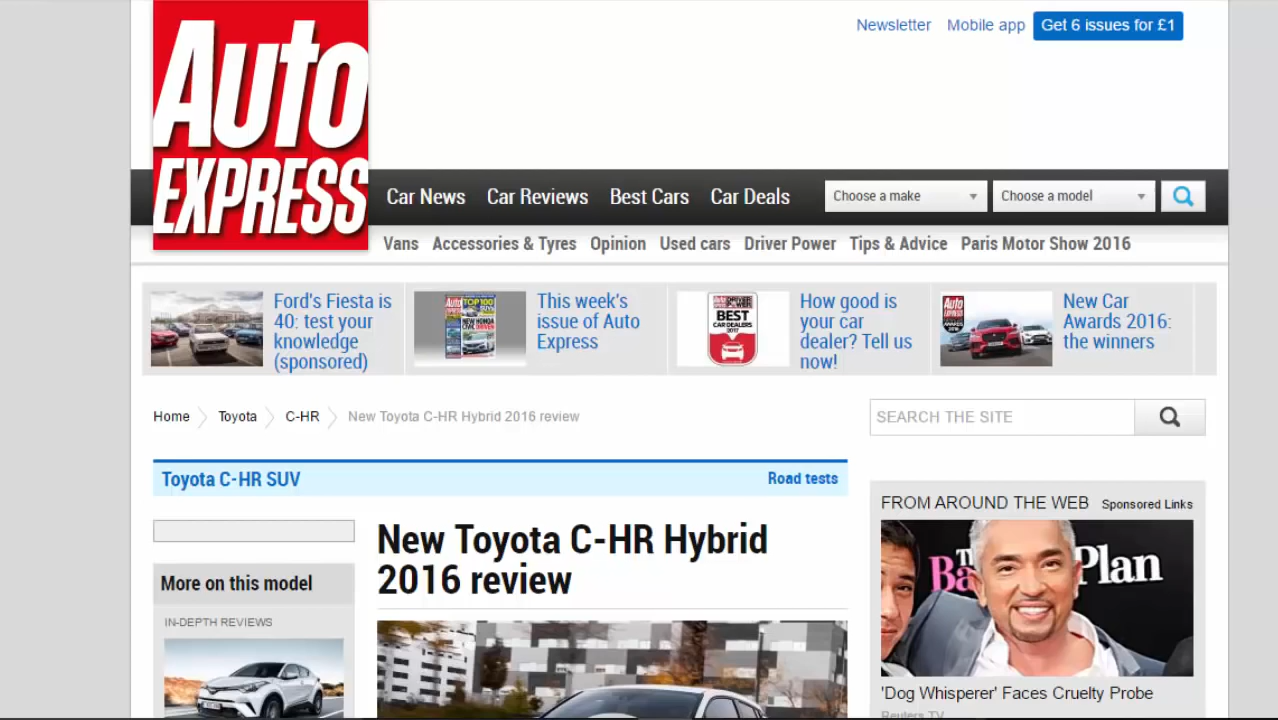 Newsletter Mobile app Get 6 issues for £1
Auto
EXPRESS
Car News Car Reviews Best Cars Car Deals Choose a make Choose a model
Vans Accessories & Tyres Opinion Used cars Driver Power Tips & Advice Paris Motor Show 2016
Ford's Fiesta is
40: test your
knowledge
(sponsored)
This week's
issue of Auto
Express
BEST
How good is
your car
dealer? Tell us
now!
New Car
Awards 2016:
the winners
Home Toyota C-HR New Toyota C-HR Hybrid 2016 review
SEARCH THE SITE
Toyota C-HR SUV Road tests
New Toyota C-HR Hybrid
2016 review
More on this model
IN-DEPTH REVIEWS
FROM AROUND THE WEB Sponsored Links
Plan
'Dog Whisperer' Faces Cruelty Probe
Reuters TV